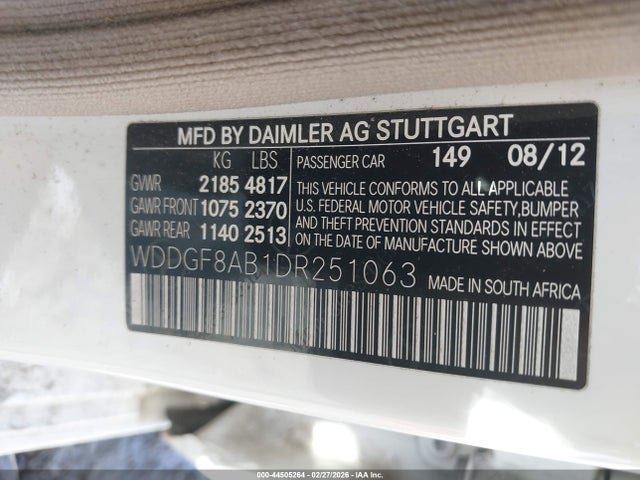 MFD BY DAIMLER AG STUTTGART
KG LBS PASSENGER CAR 149 08/12
GVWR 2185 4817
GAWR FRONT 1075 2370
GAWR REAR 1140 2513
THIS VEHICLE CONFORMS TO ALL APPLICABLE
U.S. FEDERAL MOTOR VEHICLE SAFETY,BUMPER
AND THEFT PREVENTION STANDARDS IN EFFECT
ON THE DATE OF MANUFACTURE SHOWN ABOVE
WDDGF8AB1DR251063 MADE IN SOUTH AFRICA
000-44505264 - 02/27/2026 - IAA Inc.